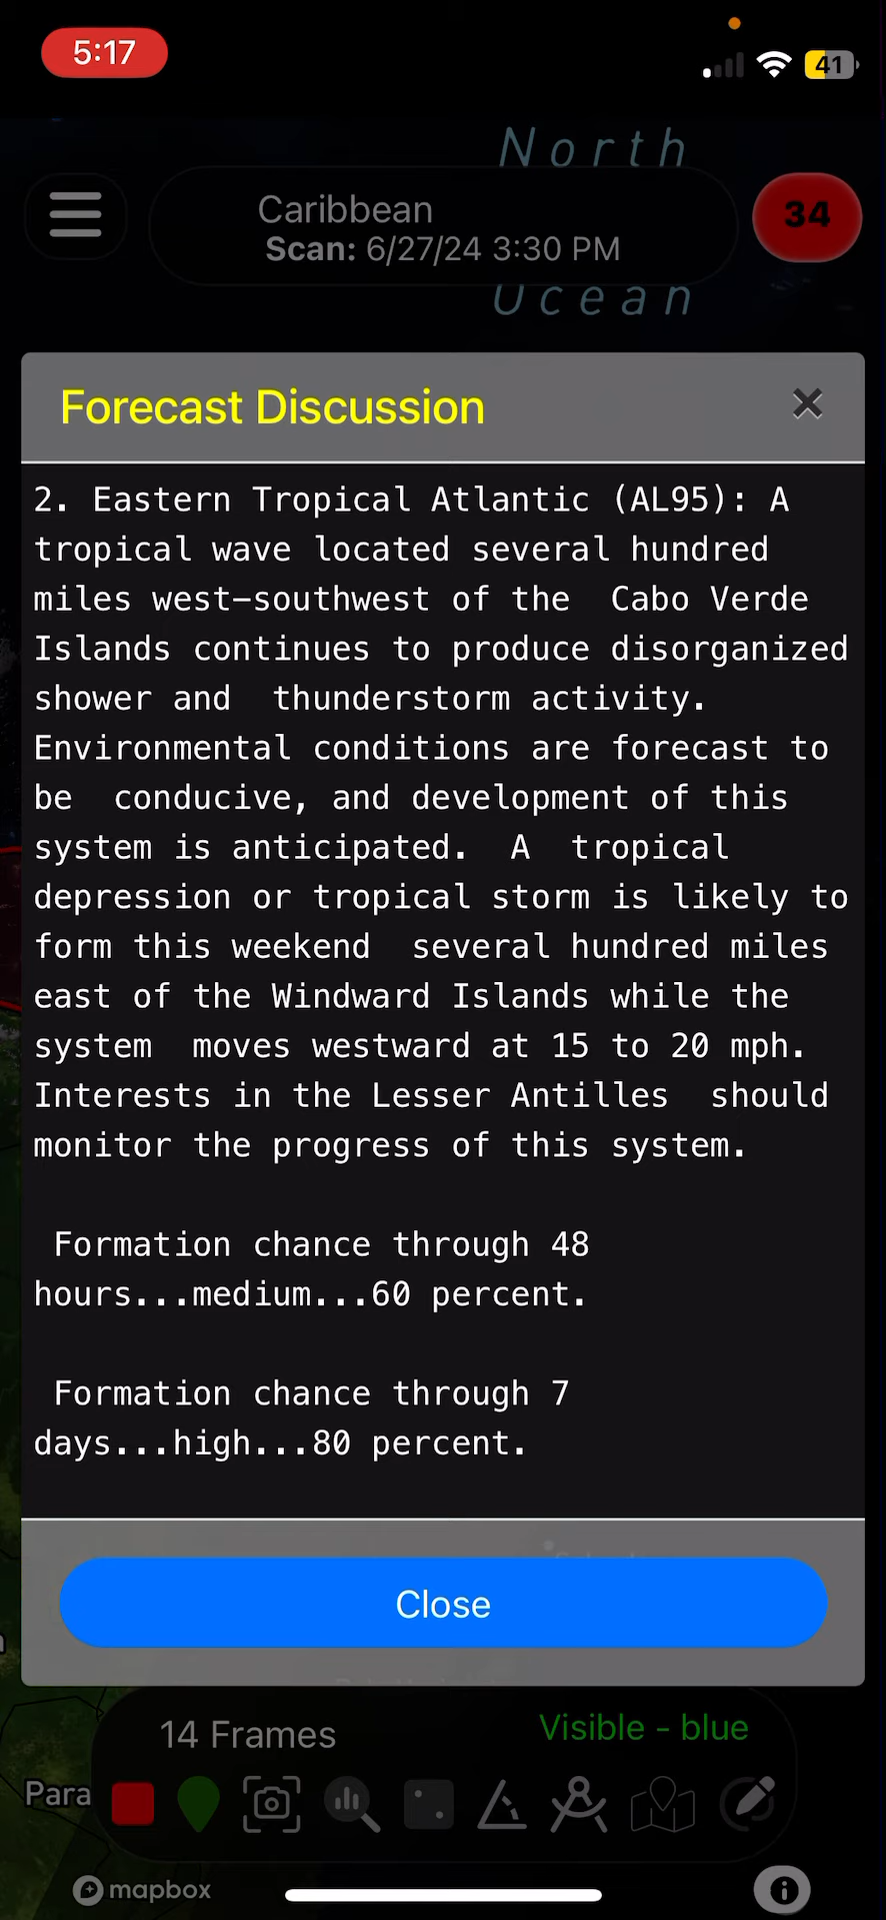 5:17
41
North
Caribbean
Scan: 6/27/24 3:30 PM
34
Ocean
Forecast Discussion
2. Eastern Tropical Atlantic (AL95): A
tropical wave located several hundred
miles west-southwest of the Cabo Verde
Islands continues to produce disorganized
shower and thunderstorm activity.
Environmental conditions are forecast to
be conducive, and development of this
system is anticipated. A tropical
depression or tropical storm is likely to
form this weekend several hundred miles
east of the Windward Islands while the
system moves westward at 15 to 20 mph.
Interests in the Lesser Antilles should
monitor the progress of this system.
Formation chance through 48
hours...medium...60 percent.
Formation chance through 7
days...high...80 percent.
Close
14 Frames
Visible - blue
Para
mapbox